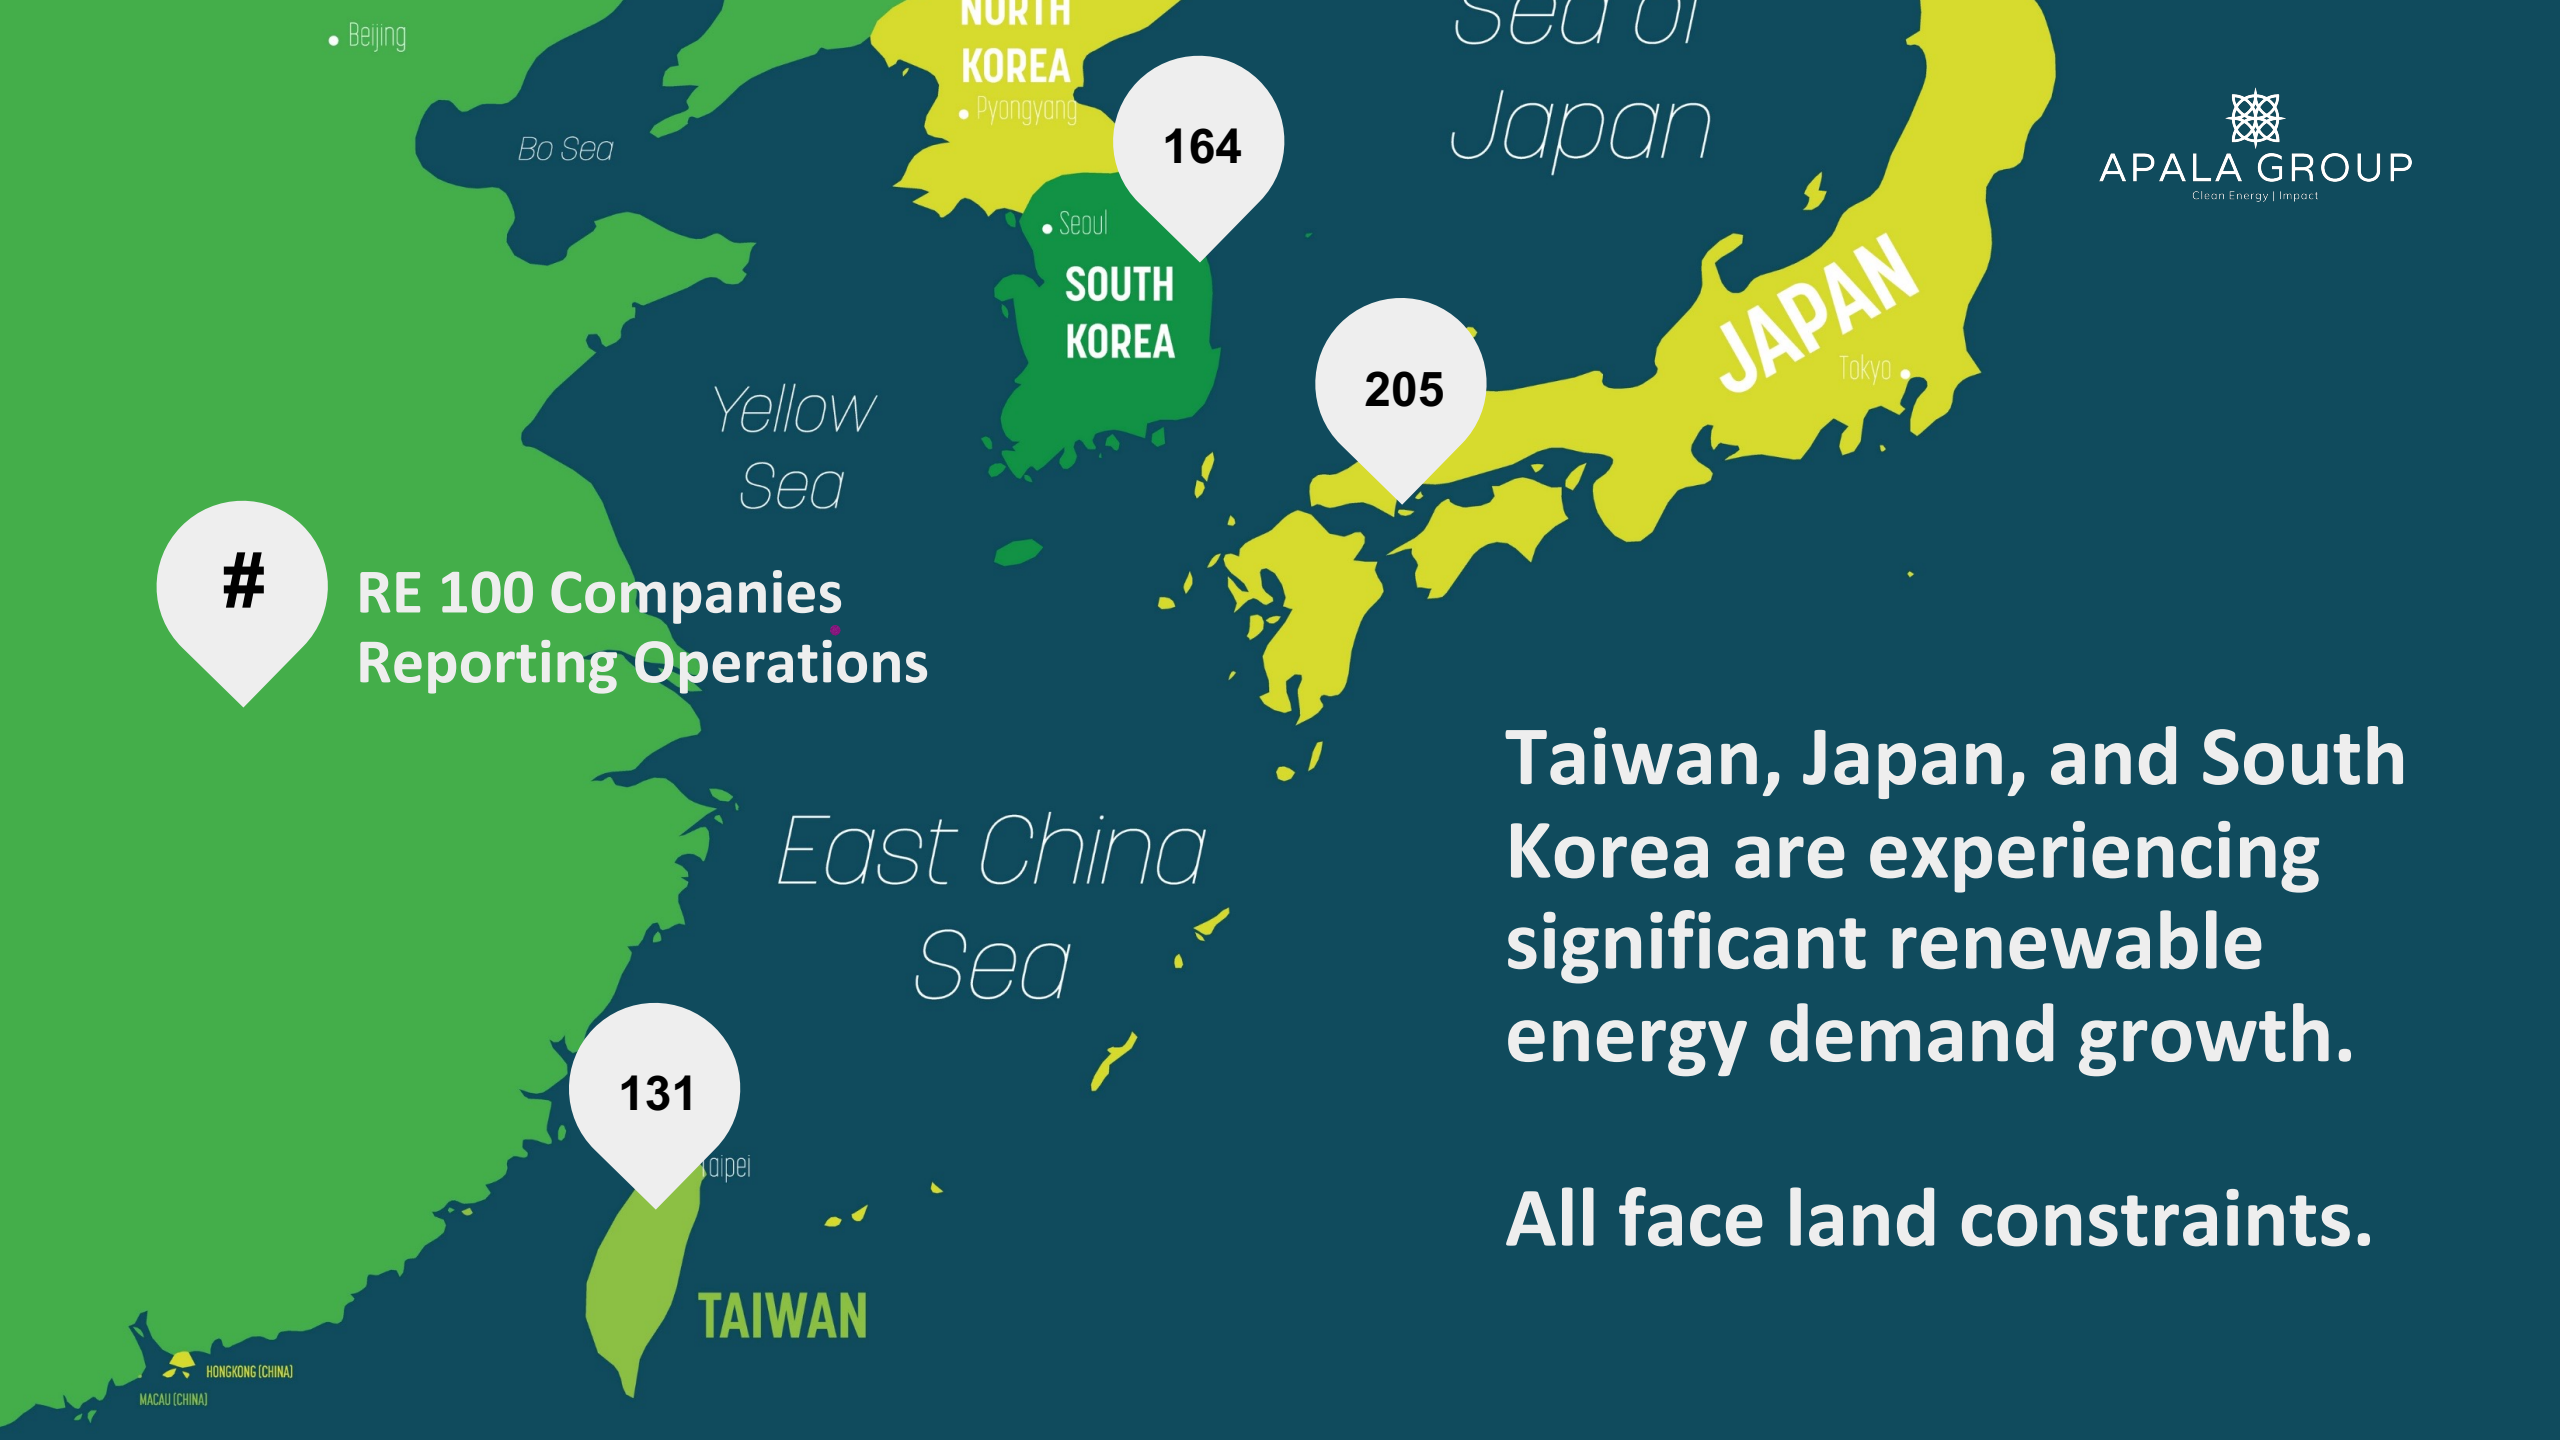 NORTH
KOREA
Pyongyang
Beijing
Bo Sea
Sea of
Japan
APALA GROUP
Clean Energy | Impact
164
Seoul
SOUTH
KOREA
JAPAN
Tokyo
205
Yellow
Sea
#
RE 100 Companies
Reporting Operations
Taiwan, Japan, and South
Korea are experiencing
significant renewable
energy demand growth.
All face land constraints.
East China
Sea
131
aipei
TAIWAN
HONGKONG (CHINA)
MACAU (CHINA)